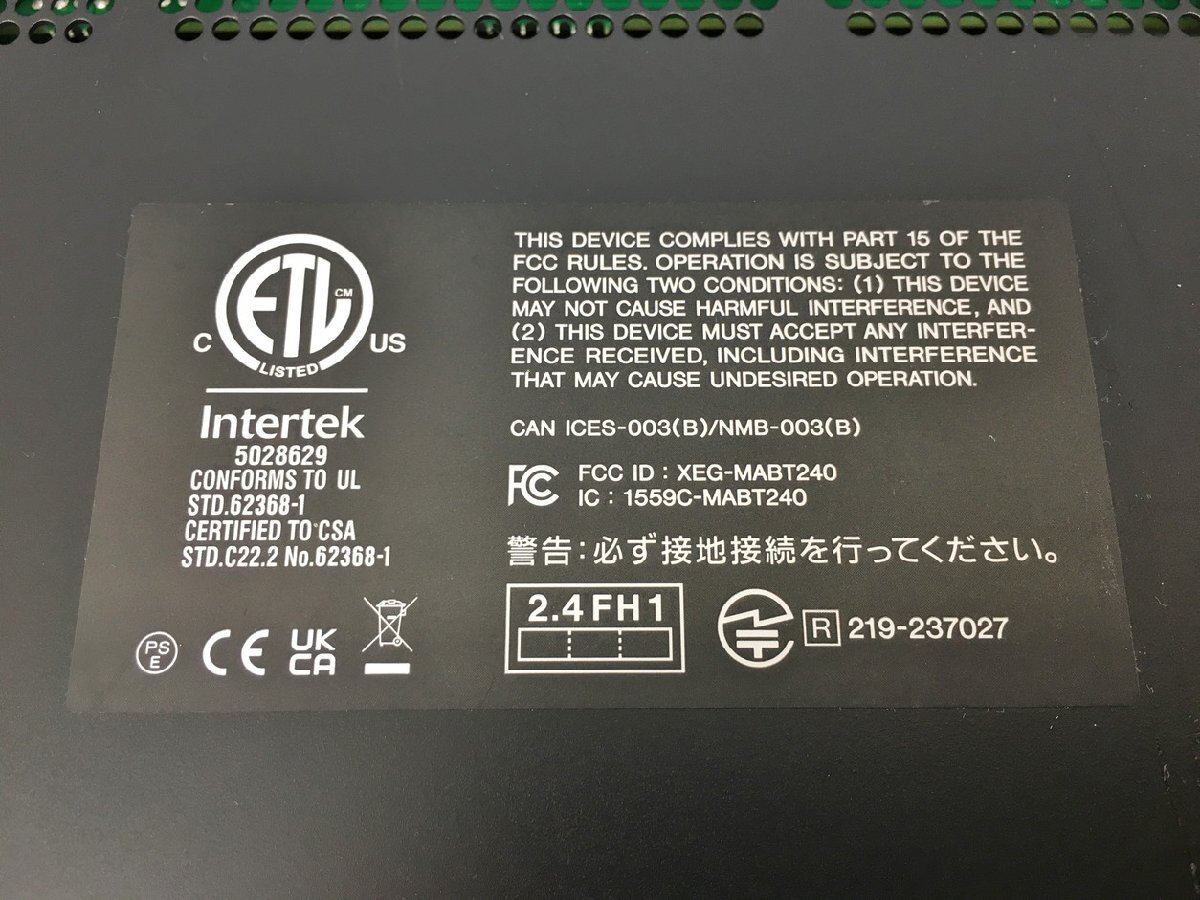 ETL CM
C US
LISTED
Intertek
5028629
CONFORMS TO UL
STD.62368-1
CERTIFIED TO CSA
STD.C22.2 No.62368-1
PS
E
CE
UK
CA
THIS DEVICE COMPLIES WITH PART 15 OF THE
FCC RULES. OPERATION IS SUBJECT TO THE
FOLLOWING TWO CONDITIONS: (1) THIS DEVICE
MAY NOT CAUSE HARMFUL INTERFERENCE, AND
(2) THIS DEVICE MUST ACCEPT ANY INTERFER-
ENCE RECEIVED, INCLUDING INTERFERENCE
THAT MAY CAUSE UNDESIRED OPERATION.
CAN ICES-003(B)/NMB-003(B)
FC FCC ID : XEG-MABT240
IC : 1559C-MABT240
警告:必ず接地接続を行ってください。
2.4FH1
R 219-237027